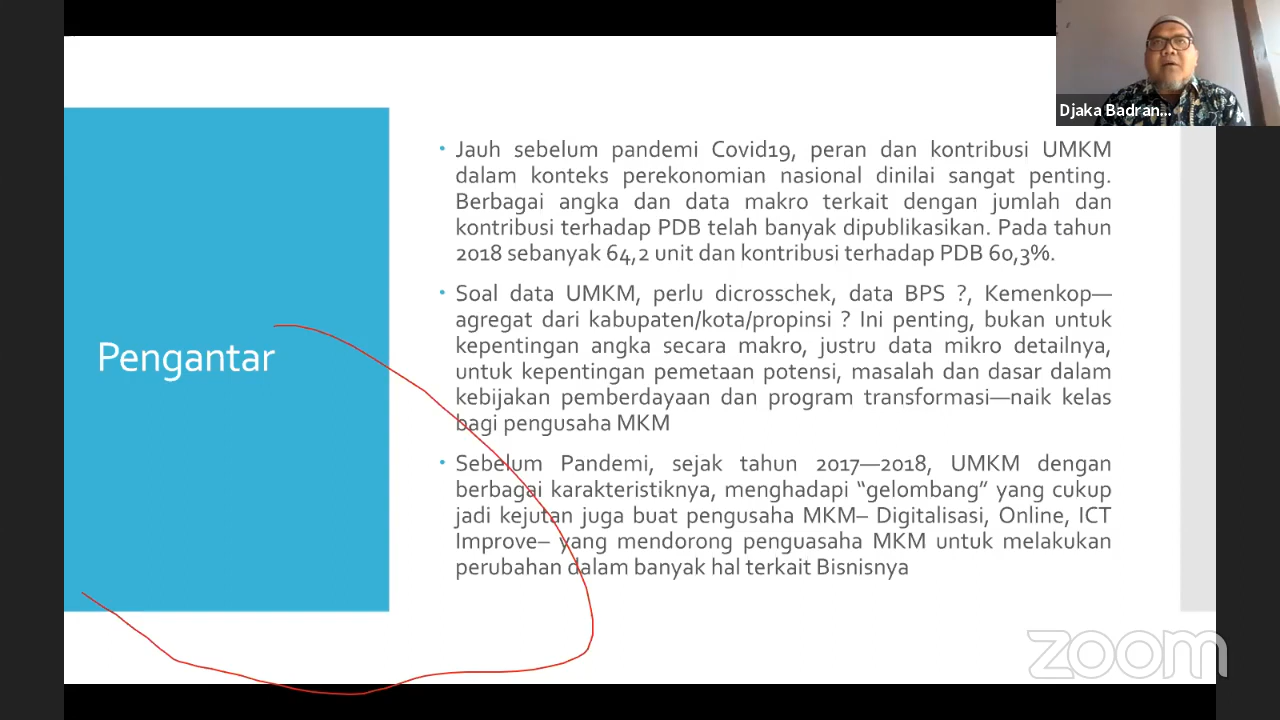 Djaka Badran...
Pengantar
• Jauh sebelum pandemi Covid19, peran dan kontribusi UMKM
dalam konteks perekonomian nasional dinilai sangat penting.
Berbagai angka dan data makro terkait dengan jumlah dan
kontribusi terhadap PDB telah banyak dipublikasikan. Pada tahun
2018 sebanyak 64,2 unit dan kontribusi terhadap PDB 60,3%.
• Soal data UMKM, perlu dicrosschek, data BPS ?, Kemenkop—
agregat dari kabupaten/kota/propinsi ? Ini penting, bukan untuk
kepentingan angka secara makro, justru data mikro detailnya,
untuk kepentingan pemetaan potensi, masalah dan dasar dalam
kebijakan pemberdayaan dan program transformasi—naik kelas
bagi pengusaha MKM
• Sebelum Pandemi, sejak tahun 2017—2018, UMKM dengan
berbagai karakteristiknya, menghadapi “gelombang” yang cukup
jadi kejutan juga buat pengusaha MKM– Digitalisasi, Online, ICT
Improve– yang mendorong penguasaha MKM untuk melakukan
perubahan dalam banyak hal terkait Bisnisnya
zoom